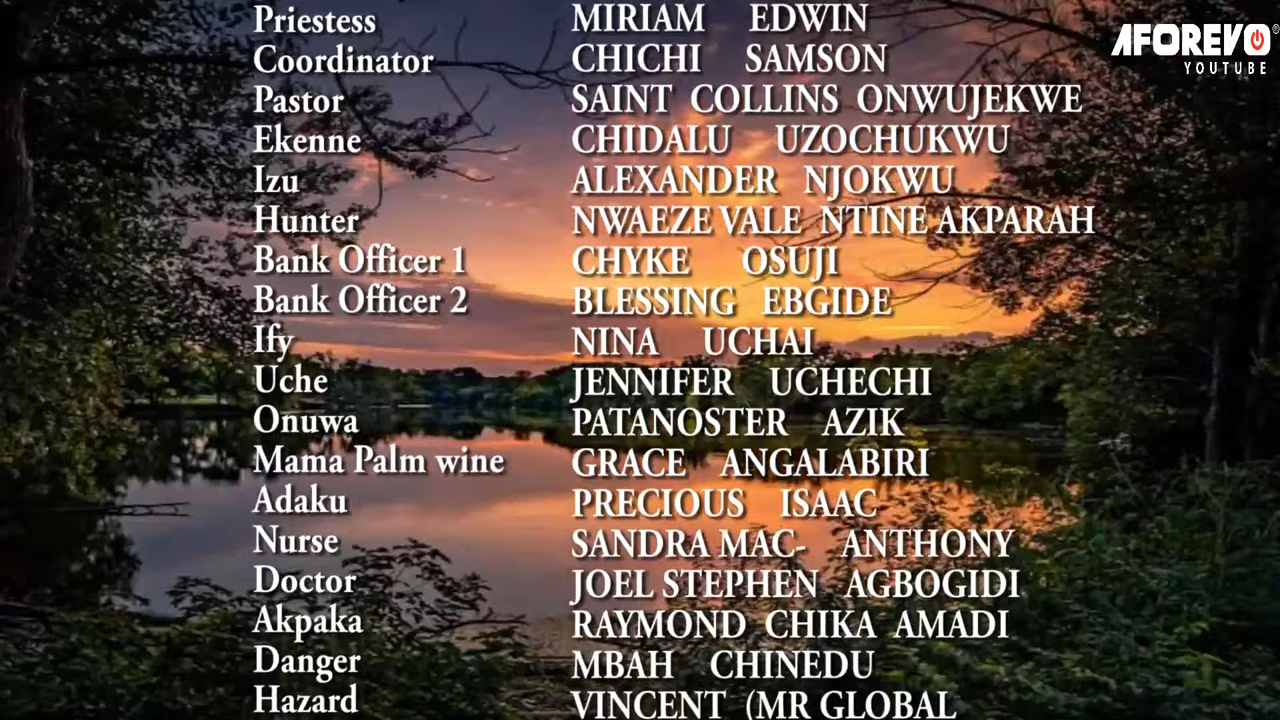 Priestess MIRIAM EDWIN
Coordinator CHICHI SAMSON
Pastor SAINT COLLINS ONWUJEKWE
Ekenne CHIDALU UZOCHUKWU
Izu ALEXANDER NJOKWU
Hunter NWAEZE VALE NTINE AKPARAH
Bank Officer 1 CHYKE OSUJI
Bank Officer 2 BLESSING EBGIDE
Ify NINA UCHAI
Uche JENNIFER UCHECHI
Onuwa PATANOSTER AZIK
Mama Palm wine GRACE ANGALABIRI
Adaku PRECIOUS ISAAC
Nurse SANDRA MAC- ANTHONY
Doctor JOEL STEPHEN AGBOGIDI
Akpaka RAYMOND CHIKA AMADI
Danger MBAH CHINEDU
Hazard VINCENT (MR GLOBAL
AFOREVO ©
YOUTUBE